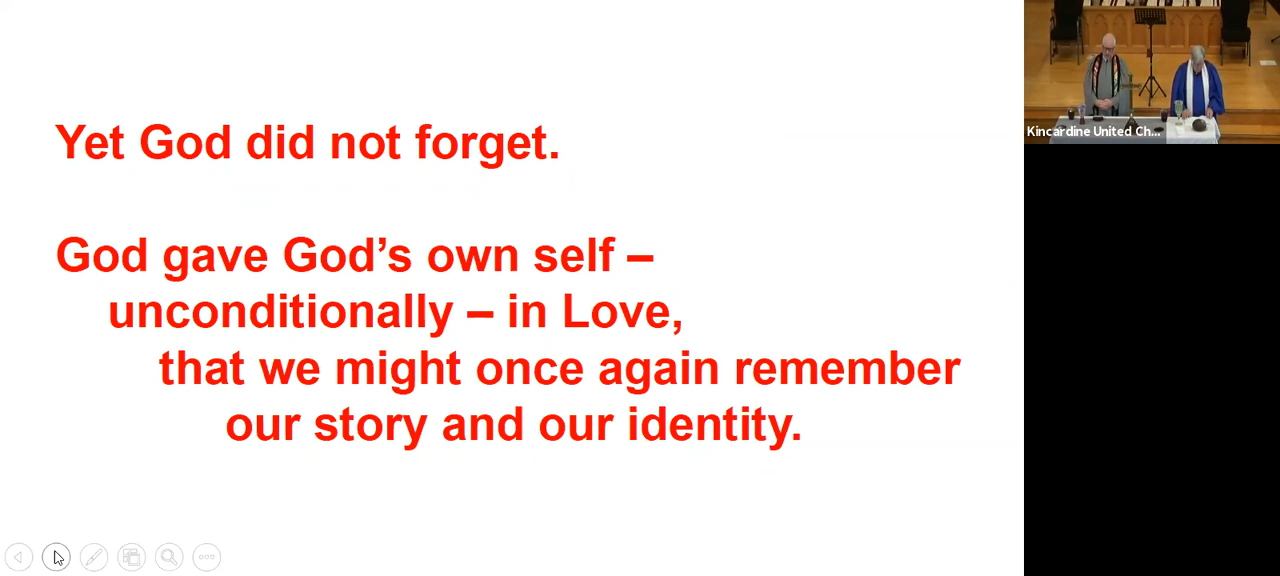 Yet God did not forget.
God gave God’s own self –
unconditionally – in Love,
that we might once again remember
our story and our identity.
Kincardine United Ch...